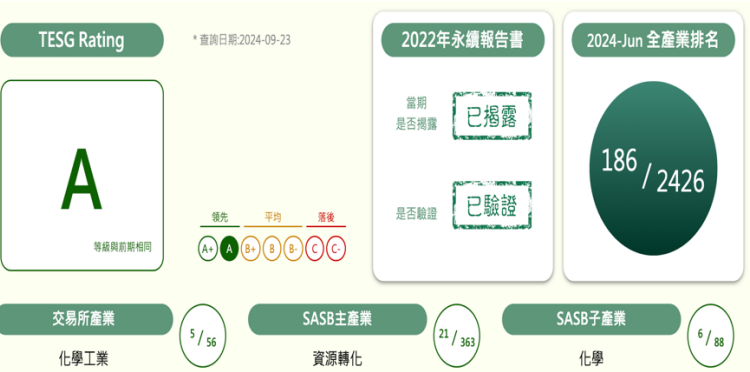 TESG Rating
* 查詢日期:2024-09-23
A
等級與前期相同
領先 平均 落後
A+ A B+ B B- C C-
2022年永續報告書
當期
是否揭露
已揭露
是否驗證
已驗證
2024-Jun 全產業排名
186 / 2426
交易所產業
5 / 56
化學工業
SASB主產業
21 / 363
資源轉化
SASB子產業
6 / 88
化學